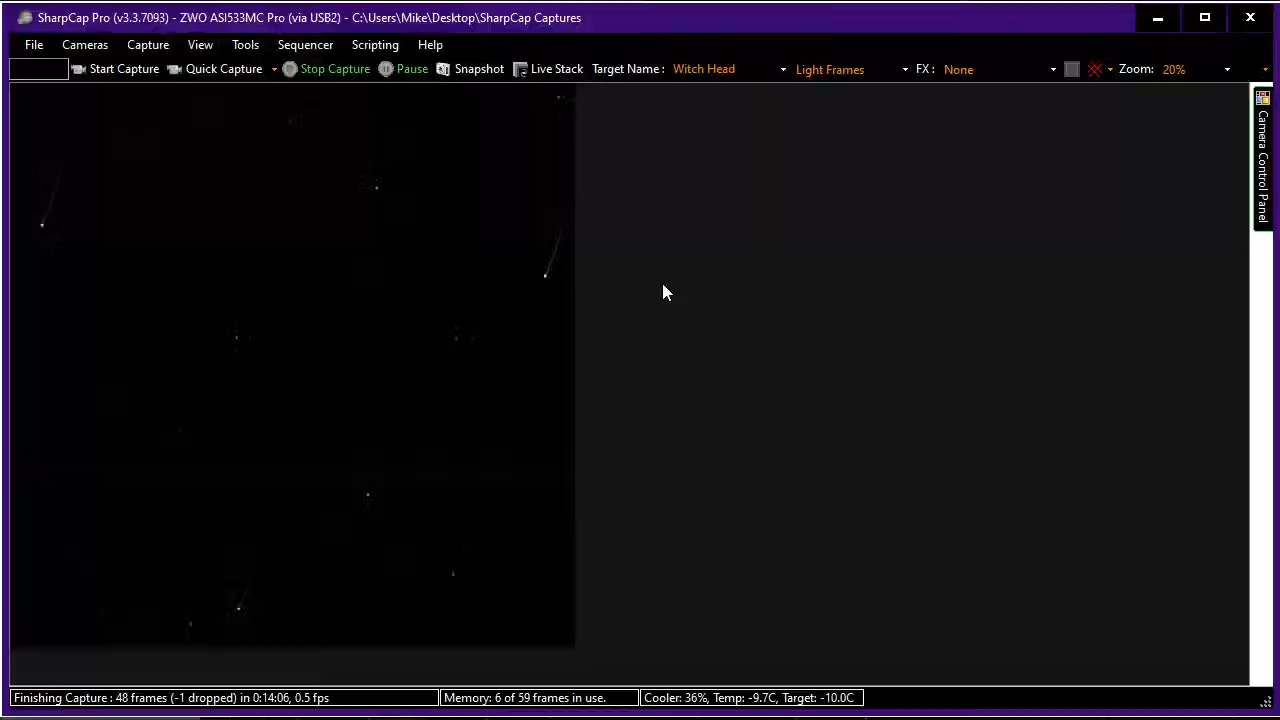 SharpCap Pro (v3.3.7093) - ZWO ASI533MC Pro (via USB2) - C:\Users\Mike\Desktop\SharpCap Captures
File Cameras Capture View Tools Sequencer Scripting Help
Start Capture Quick Capture Stop Capture Pause Snapshot Live Stack Target Name : Witch Head Light Frames FX : None Zoom: 20%
Camera Control Panel
Finishing Capture : 48 frames (-1 dropped) in 0:14:06, 0.5 fps Memory: 6 of 59 frames in use. Cooler: 36%, Temp: -9.7C, Target: -10.0C